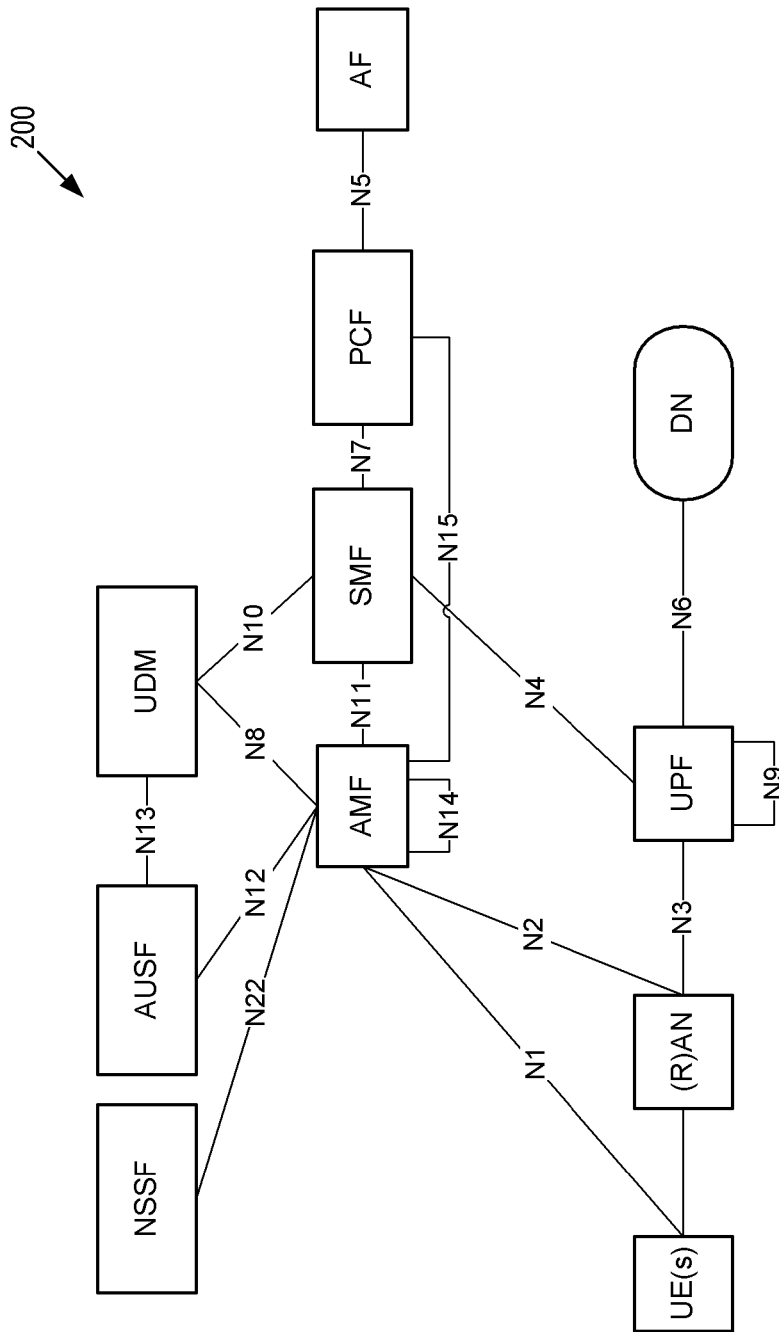 200
NSSF
AUSF
N13
UDM
N22
N12
N8
N10
AMF
N11
SMF
N7
PCF
N5
AF
N14
N15
N1
N2
N4
UE(s)
(R)AN
N3
UPF
N6
DN
N9